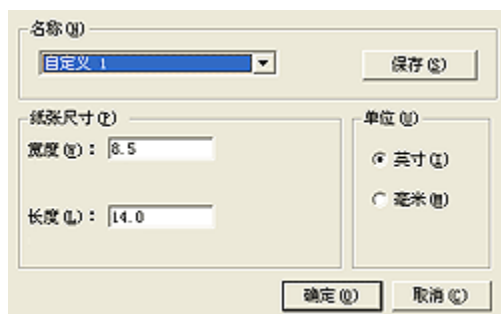 名称(N)
自定义 1
保存(S)
纸张尺寸(P)
宽度(W)： 8.5
长度(L)： 14.0
单位(U)
英寸(I)
毫米(M)
确定(O)
取消(C)